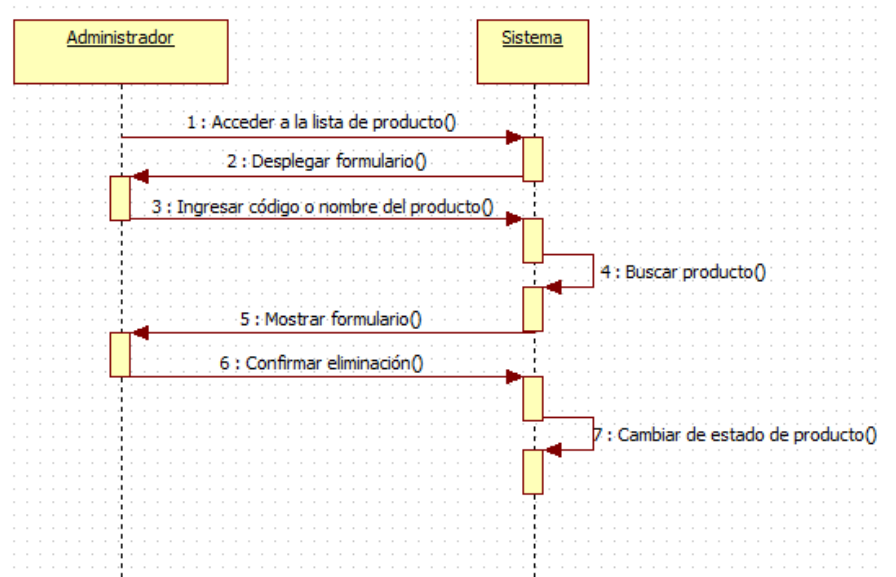 Administrador
Sistema
1 : Acceder a la lista de producto()
2 : Desplegar formulario()
3 : Ingresar código o nombre del producto()
4 : Buscar producto()
5 : Mostrar formulario()
6 : Confirmar eliminación()
7 : Cambiar de estado de producto()